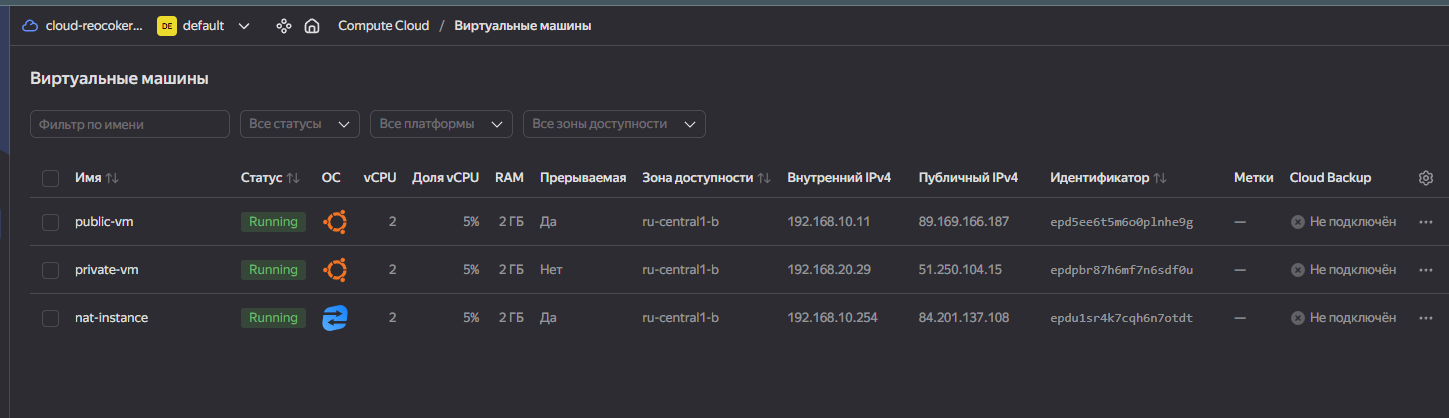 cloud-reocoker... DE default Compute Cloud / Виртуальные машины
Виртуальные машины
Фильтр по имени Все статусы Все платформы Все зоны доступности
Имя Статус ОС vCPU Доля vCPU RAM Прерываемая Зона доступности Внутренний IPv4 Публичный IPv4 Идентификатор Метки Cloud Backup
public-vm Running 2 5% 2 ГБ Да ru-central1-b 192.168.10.11 89.169.166.187 epd5ee6t5m6o0plnhe9g — Не подключён
private-vm Running 2 5% 2 ГБ Нет ru-central1-b 192.168.20.29 51.250.104.15 epdpbr87h6mf7n6sdf0u — Не подключён
nat-instance Running 2 5% 2 ГБ Да ru-central1-b 192.168.10.254 84.201.137.108 epdu1sr4k7cqh6n7otdt — Не подключён